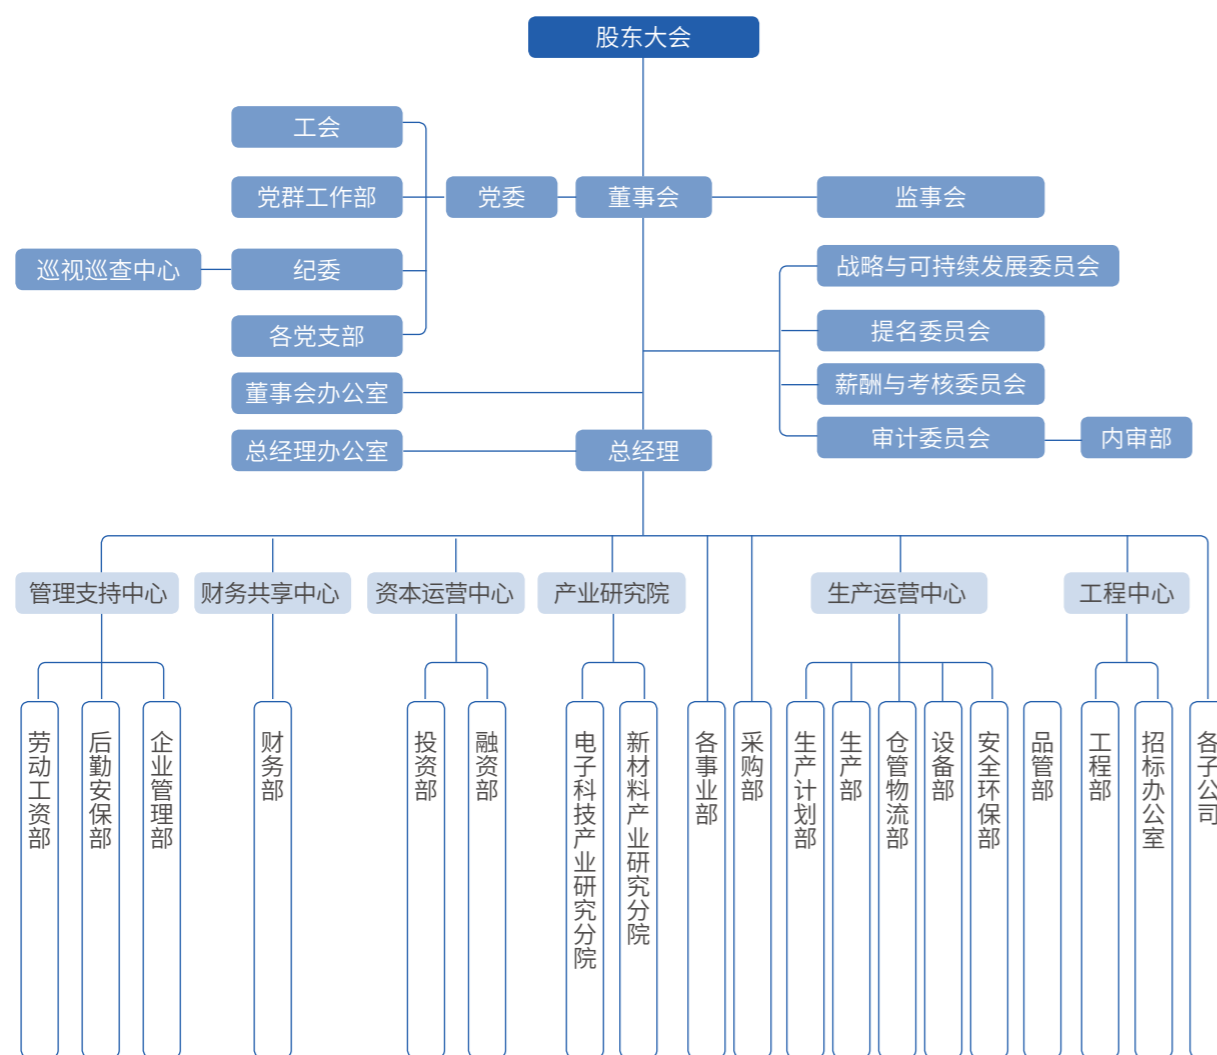 股东大会
工会
党群工作部
党委
董事会
监事会
巡视巡查中心
纪委
战略与可持续发展委员会
各党支部
提名委员会
董事会办公室
薪酬与考核委员会
总经理办公室
总经理
审计委员会
内审部
管理支持中心
财务共享中心
资本运营中心
产业研究院
生产运营中心
工程中心
劳动工资部
后勤安保部
企业管理部
财务部
投资部
融资部
电子科技产业研究分院
新材料产业研究分院
各事业部
采购部
生产计划部
生产部
仓管物流部
设备部
安全环保部
品管部
工程部
招标办公室
各子公司